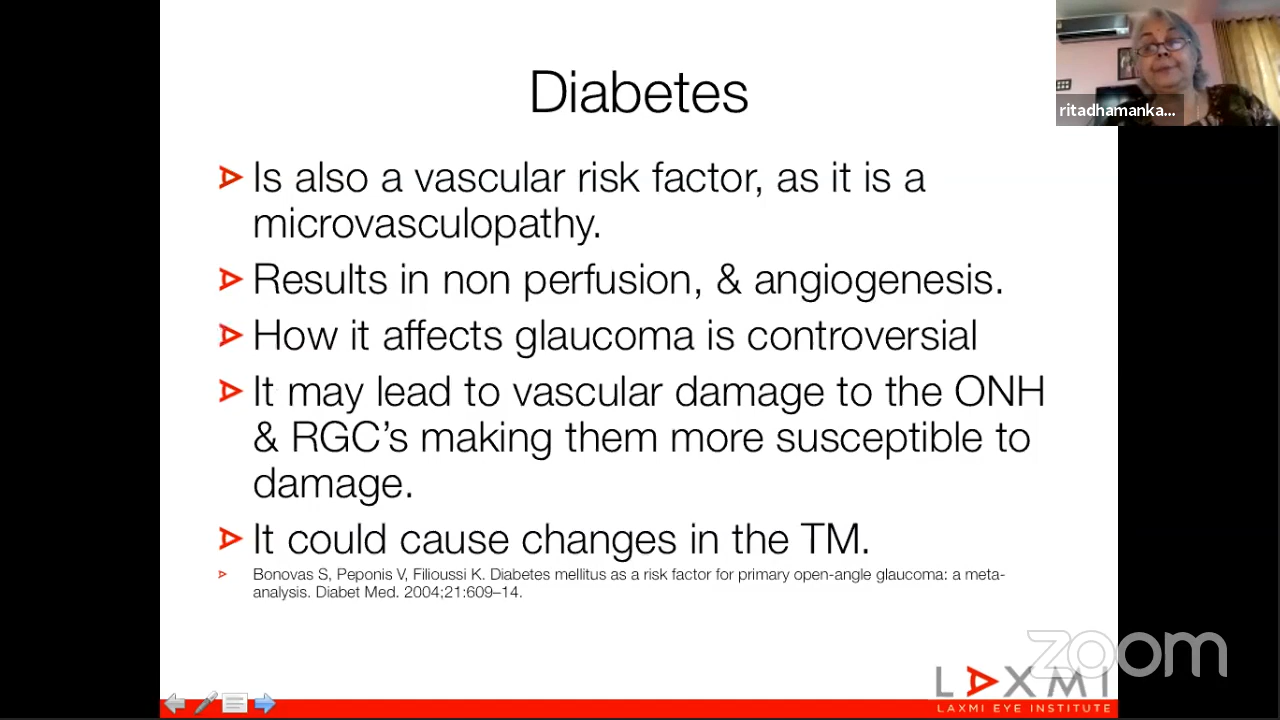 Diabetes
ritadhamanka...
Is also a vascular risk factor, as it is a
microvasculopathy.
Results in non perfusion, & angiogenesis.
How it affects glaucoma is controversial
It may lead to vascular damage to the ONH
& RGC’s making them more susceptible to
damage.
It could cause changes in the TM.
Bonovas S, Peponis V, Filioussi K. Diabetes mellitus as a risk factor for primary open-angle glaucoma: a meta-
analysis. Diabet Med. 2004;21:609–14.
zoom
LAXMI
LAXMI EYE INSTITUTE